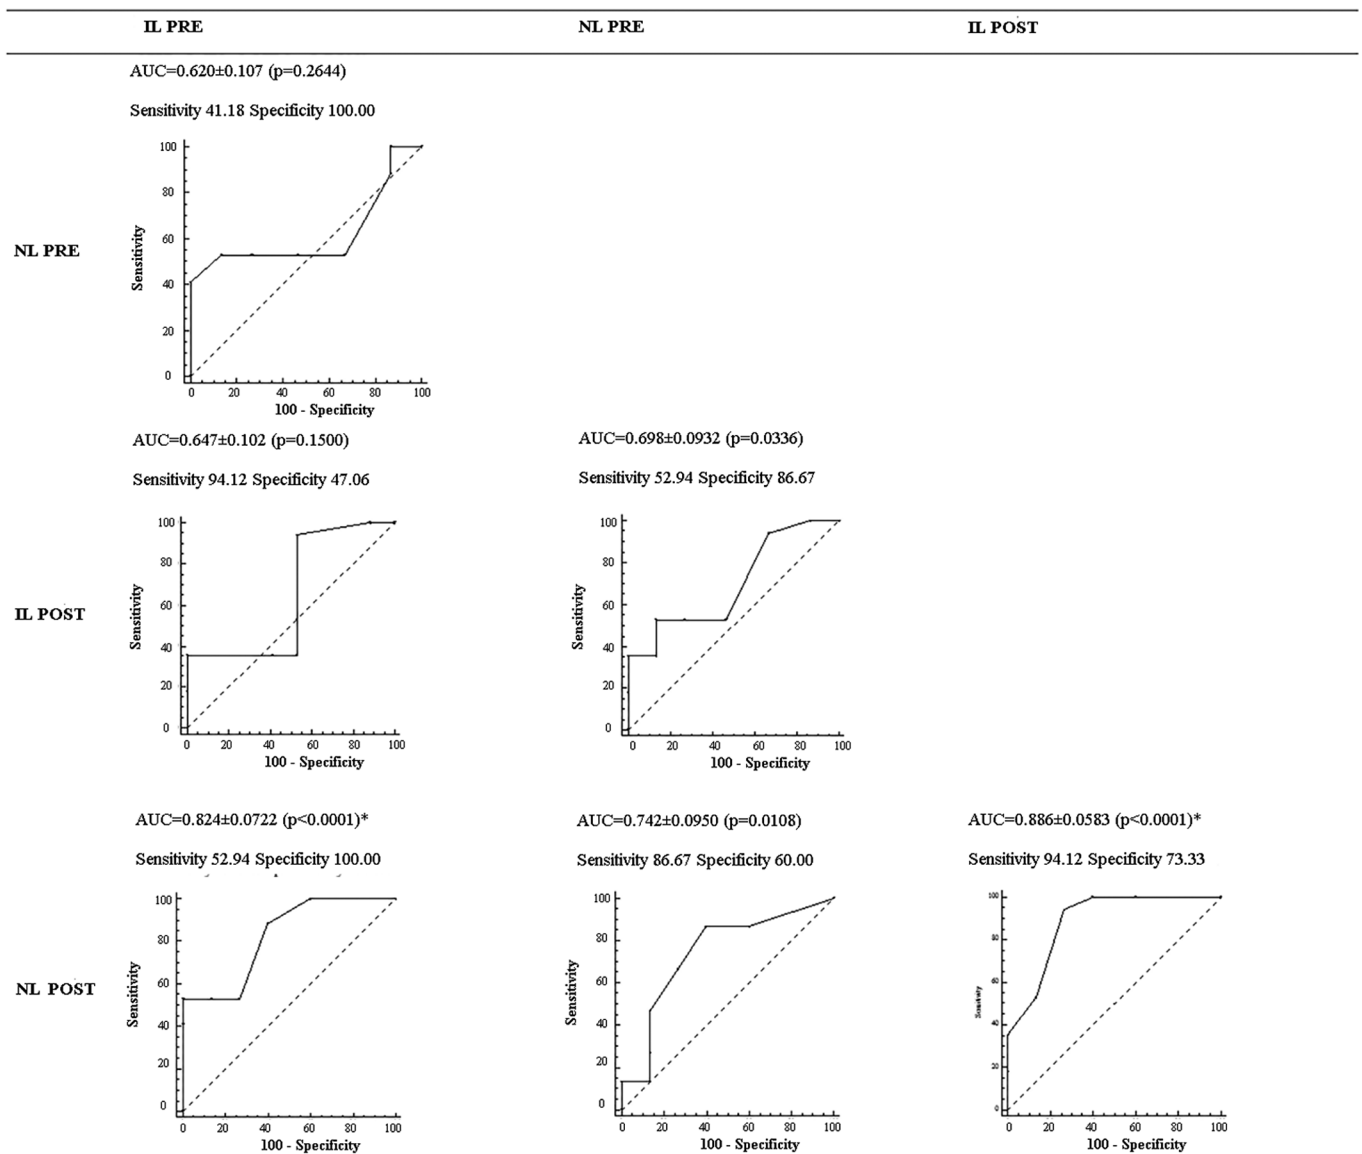 IL PRE NL PRE IL POST
AUC=0.620±0.107 (p=0.2644)
Sensitivity 41.18 Specificity 100.00
NL PRE
Sensitivity
100
80
60
40
20
0
0 20 40 60 80 100
100 - Specificity
AUC=0.647±0.102 (p=0.1500)
Sensitivity 94.12 Specificity 47.06
AUC=0.698±0.0932 (p=0.0336)
Sensitivity 52.94 Specificity 86.67
IL POST
Sensitivity
100
80
60
40
20
0
0 20 40 60 80 100
100 - Specificity
Sensitivity
100
80
60
40
20
0
0 20 40 60 80 100
100 - Specificity
AUC=0.824±0.0722 (p<0.0001)*
Sensitivity 52.94 Specificity 100.00
AUC=0.742±0.0950 (p=0.0108)
Sensitivity 86.67 Specificity 60.00
AUC=0.886±0.0583 (p<0.0001)*
Sensitivity 94.12 Specificity 73.33
NL POST
Sensitivity
100
80
60
40
20
0
0 20 40 60 80 100
100 - Specificity
Sensitivity
100
80
60
40
20
0
0 20 40 60 80 100
100 - Specificity
Sensitivity
100
80
60
40
20
0
0 20 40 60 80 100
100 - Specificity